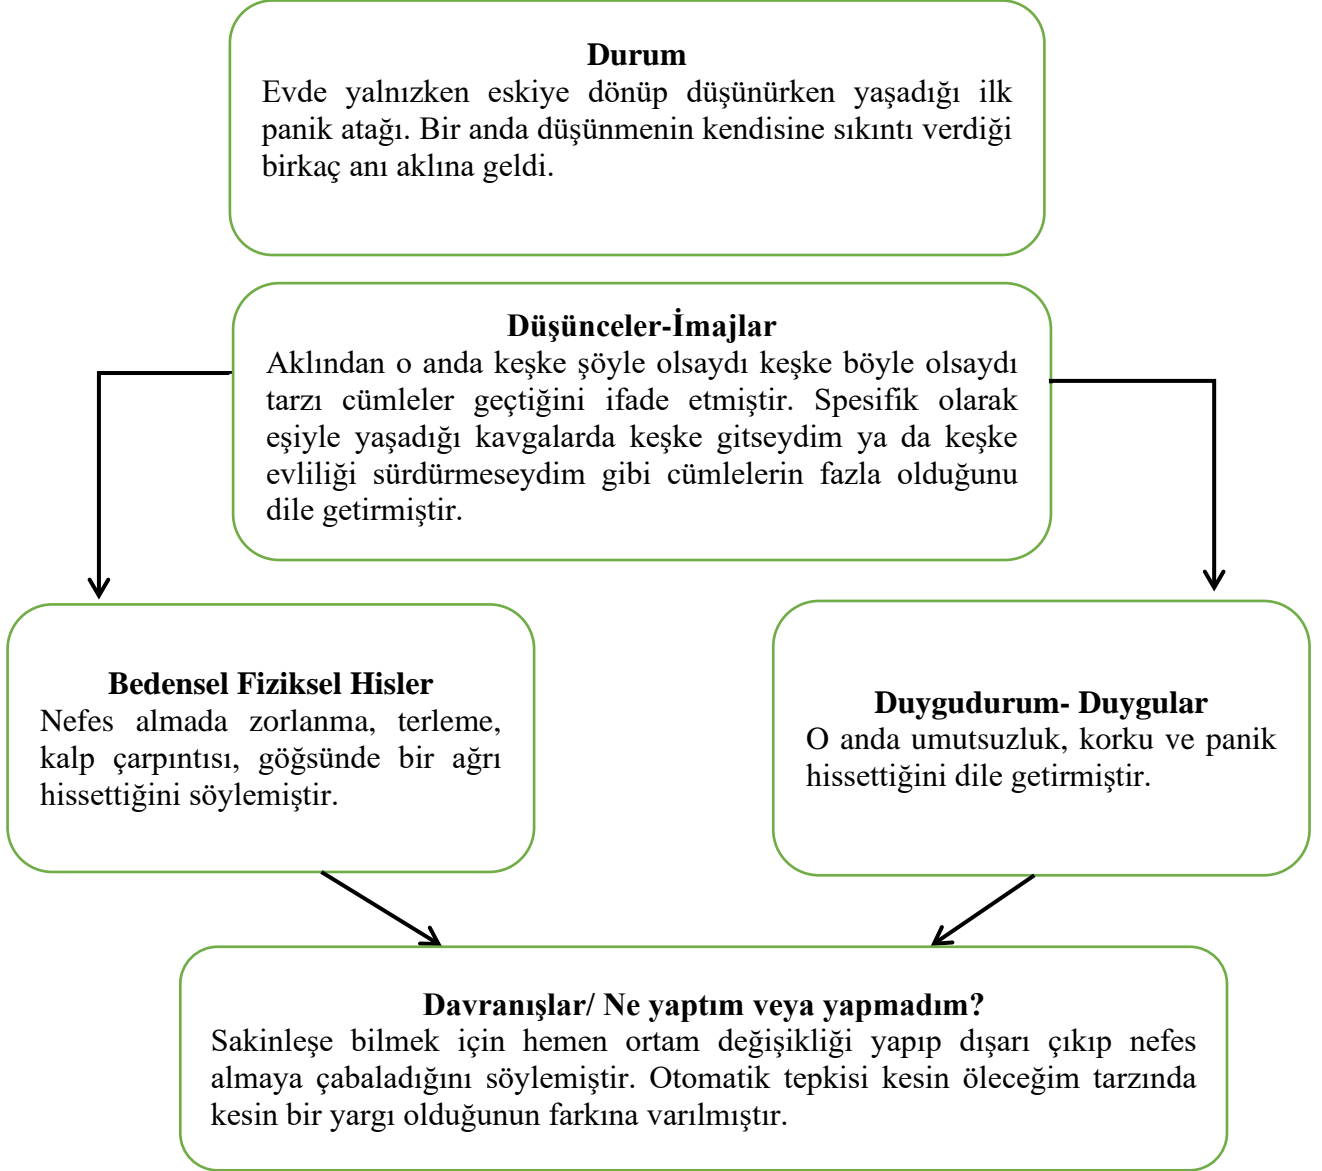 Durum
Evde yalnızken eskiye dönüp düşünürken yaşadığı ilk
panik atağı. Bir anda düşünmenin kendisine sıkıntı verdiği
birkaç anı aklına geldi.
Düşünceler-İmajlar
Aklından o anda keşke şöyle olsaydı keşke böyle olsaydı
tarzı cümleler geçtiğini ifade etmiştir. Spesifik olarak
eşiyle yaşadığı kavgalarda keşke gitseydim ya da keşke
evliliği sürdürmeseydim gibi cümlelerin fazla olduğunu
dile getirmiştir.
Bedensel Fiziksel Hisler
Nefes almada zorlanma, terleme,
kalp çarpıntısı, göğsünde bir ağrı
hissettiğini söylemiştir.
Duygudurum- Duygular
O anda umutsuzluk, korku ve panik
hissettiğini dile getirmiştir.
Davranışlar/ Ne yaptım veya yapmadım?
Sakinleşe bilmek için hemen ortam değişikliği yapıp dışarı çıkıp nefes
almaya çabaladığını söylemiştir. Otomatik tepkisi kesin öleceğim tarzında
kesin bir yargı olduğunun farkına varılmıştır.